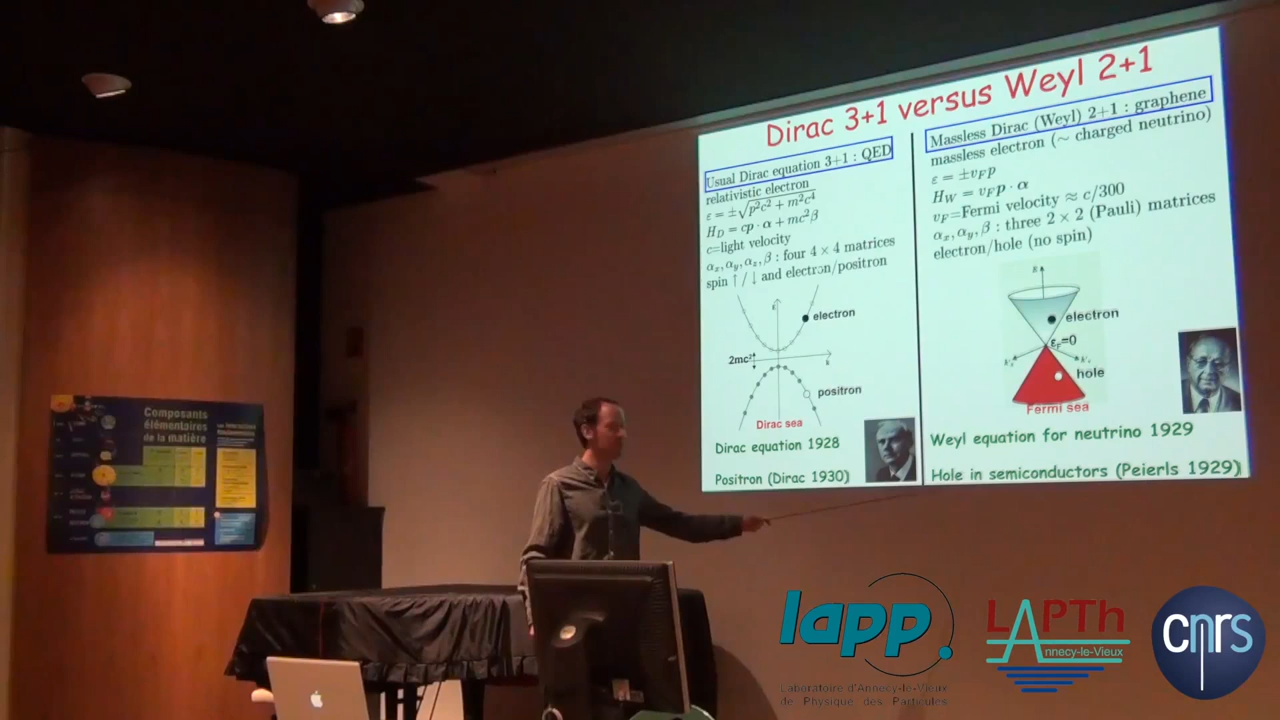 Dirac 3+1 versus Weyl 2+1
Usual Dirac equation 3+1 : QED
relativistic electron
ε = ±√p²c² + m²c⁴
H_D = cp · α + mc²β
c=light velocity
α_x, α_y, α_z, β : four 4 × 4 matrices
spin ↑ / ↓ and electron/positron
ε
electron
2mc²
k
positron
Dirac sea
Dirac equation 1928
Positron (Dirac 1930)
Massless Dirac (Weyl) 2+1 : graphene
massless electron (∼ charged neutrino)
ε = ±v_F p
H_W = v_F p · α
v_F=Fermi velocity ≈ c/300
α_x, α_y, β : three 2 × 2 (Pauli) matrices
electron/hole (no spin)
E
electron
ε_F=0
hole
Fermi sea
Weyl equation for neutrino 1929
Hole in semiconductors (Peierls 1929)
Composants
élémentaires
de la matière
lapp
Laboratoire d'Annecy-le-Vieux
de Physique des Particules
LAPTh
Annecy-le-Vieux
cnrs